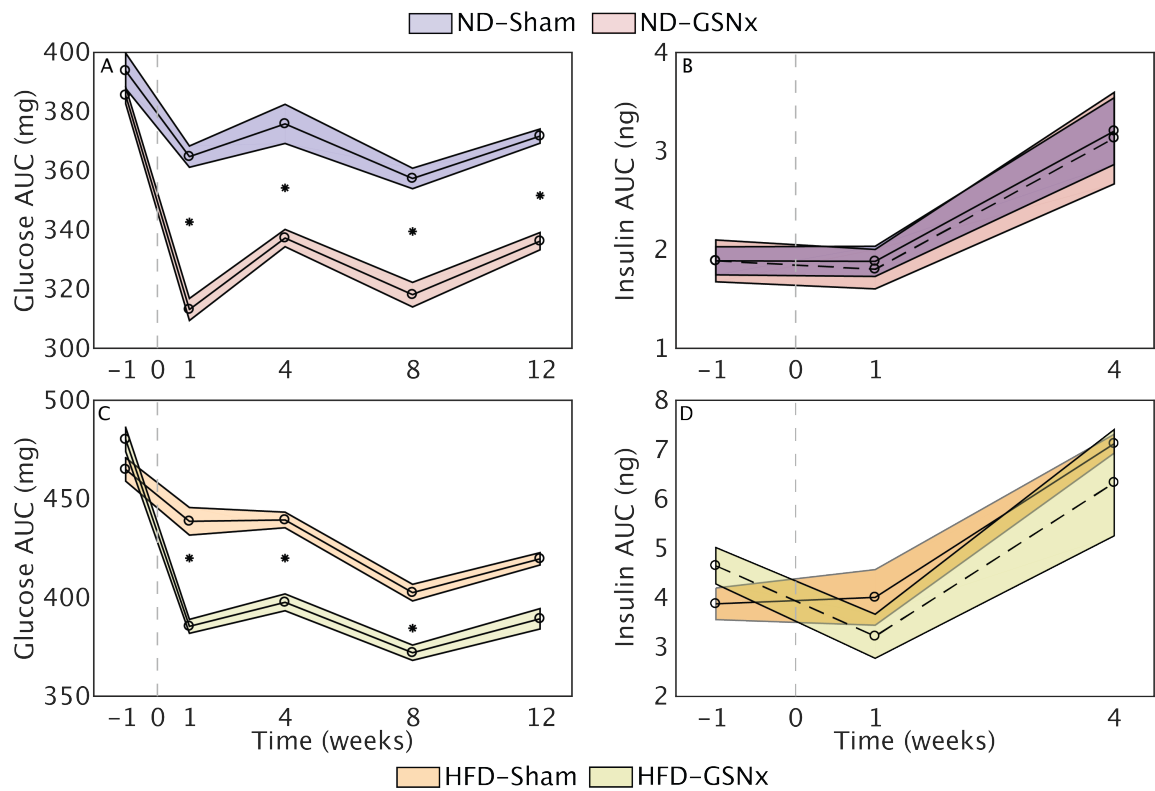 ND–Sham ND–GSNx
A
Glucose AUC (mg)
400
380
360
340
320
300
* * * *
–1 0 1 4 8 12
B
Insulin AUC (ng)
4
3
2
1
–1 0 1 4
C
Glucose AUC (mg)
500
450
400
350
* * *
–1 0 1 4 8 12
Time (weeks)
D
Insulin AUC (ng)
8
7
6
5
4
3
2
–1 0 1 4
Time (weeks)
HFD–Sham HFD–GSNx